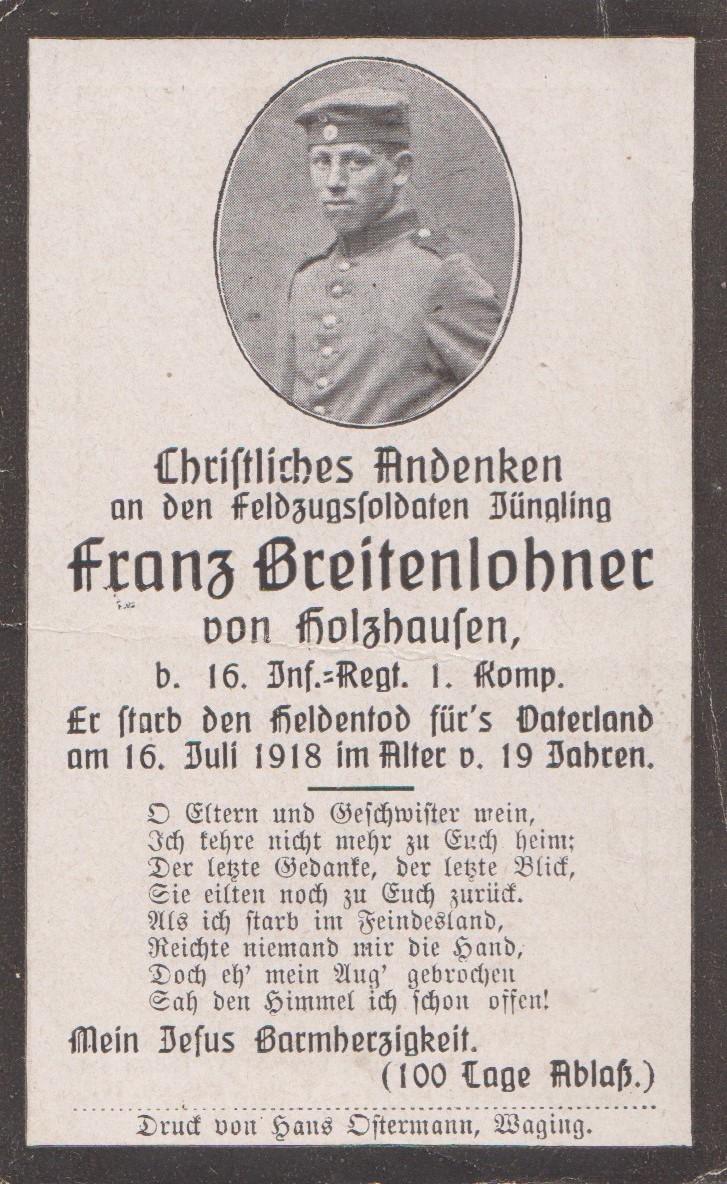 Chriſtliches Andenken
an den Feldzugsſoldaten Jüngling
Franz Breitenlohner
von Holzhauſen,
b. 16. Inf.=Regt. 1. Komp.
Er ſtarb den Heldentod für's Vaterland
am 16. Juli 1918 im Alter v. 19 Jahren.
O Eltern und Geſchwiſter mein,
Ich kehre nicht mehr zu Euch heim;
Der letzte Gedanke, der letzte Blick,
Sie eilten noch zu Euch zurück.
Als ich ſtarb im Feindesland,
Reichte niemand mir die Hand,
Doch eh' mein Aug' gebrochen
Sah den Himmel ich ſchon offen!
Mein Jeſus Barmherzigkeit.
(100 Tage Ablaß.)
Druck von Hans Oſtermann, Waging.